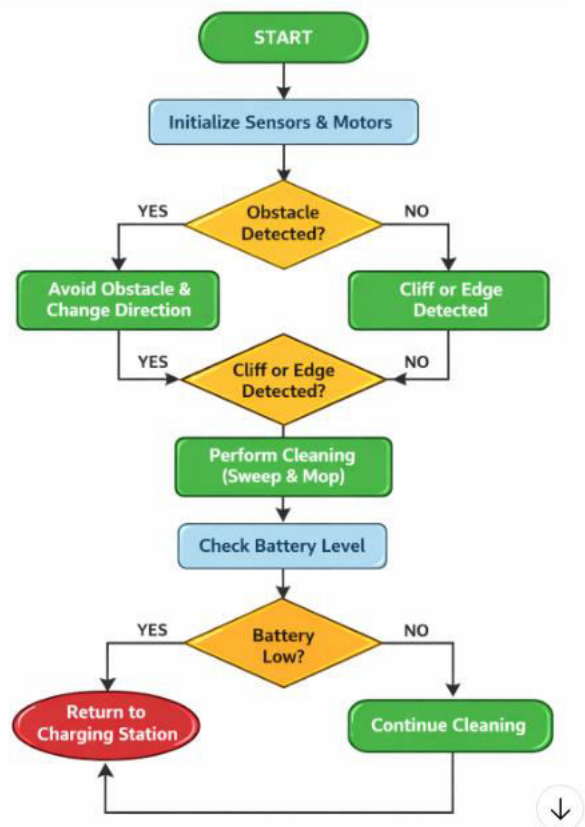 START
Initialize Sensors & Motors
Obstacle
Detected?
YES
NO
Avoid Obstacle &
Change Direction
Cliff or Edge
Detected
YES
NO
Cliff or Edge
Detected?
Perform Cleaning
(Sweep & Mop)
Check Battery Level
YES
NO
Battery
Low?
Return to
Charging Station
Continue Cleaning